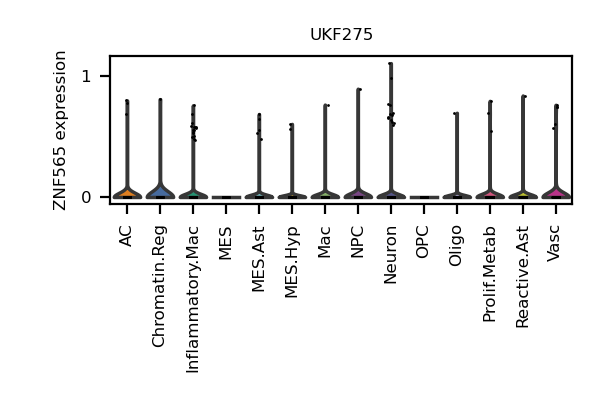 UKF275
ZNF565 expression
1
0
AC
Chromatin.Reg
Inflammatory.Mac
MES
MES.Ast
MES.Hyp
Mac
NPC
Neuron
OPC
Oligo
Prolif.Metab
Reactive.Ast
Vasc